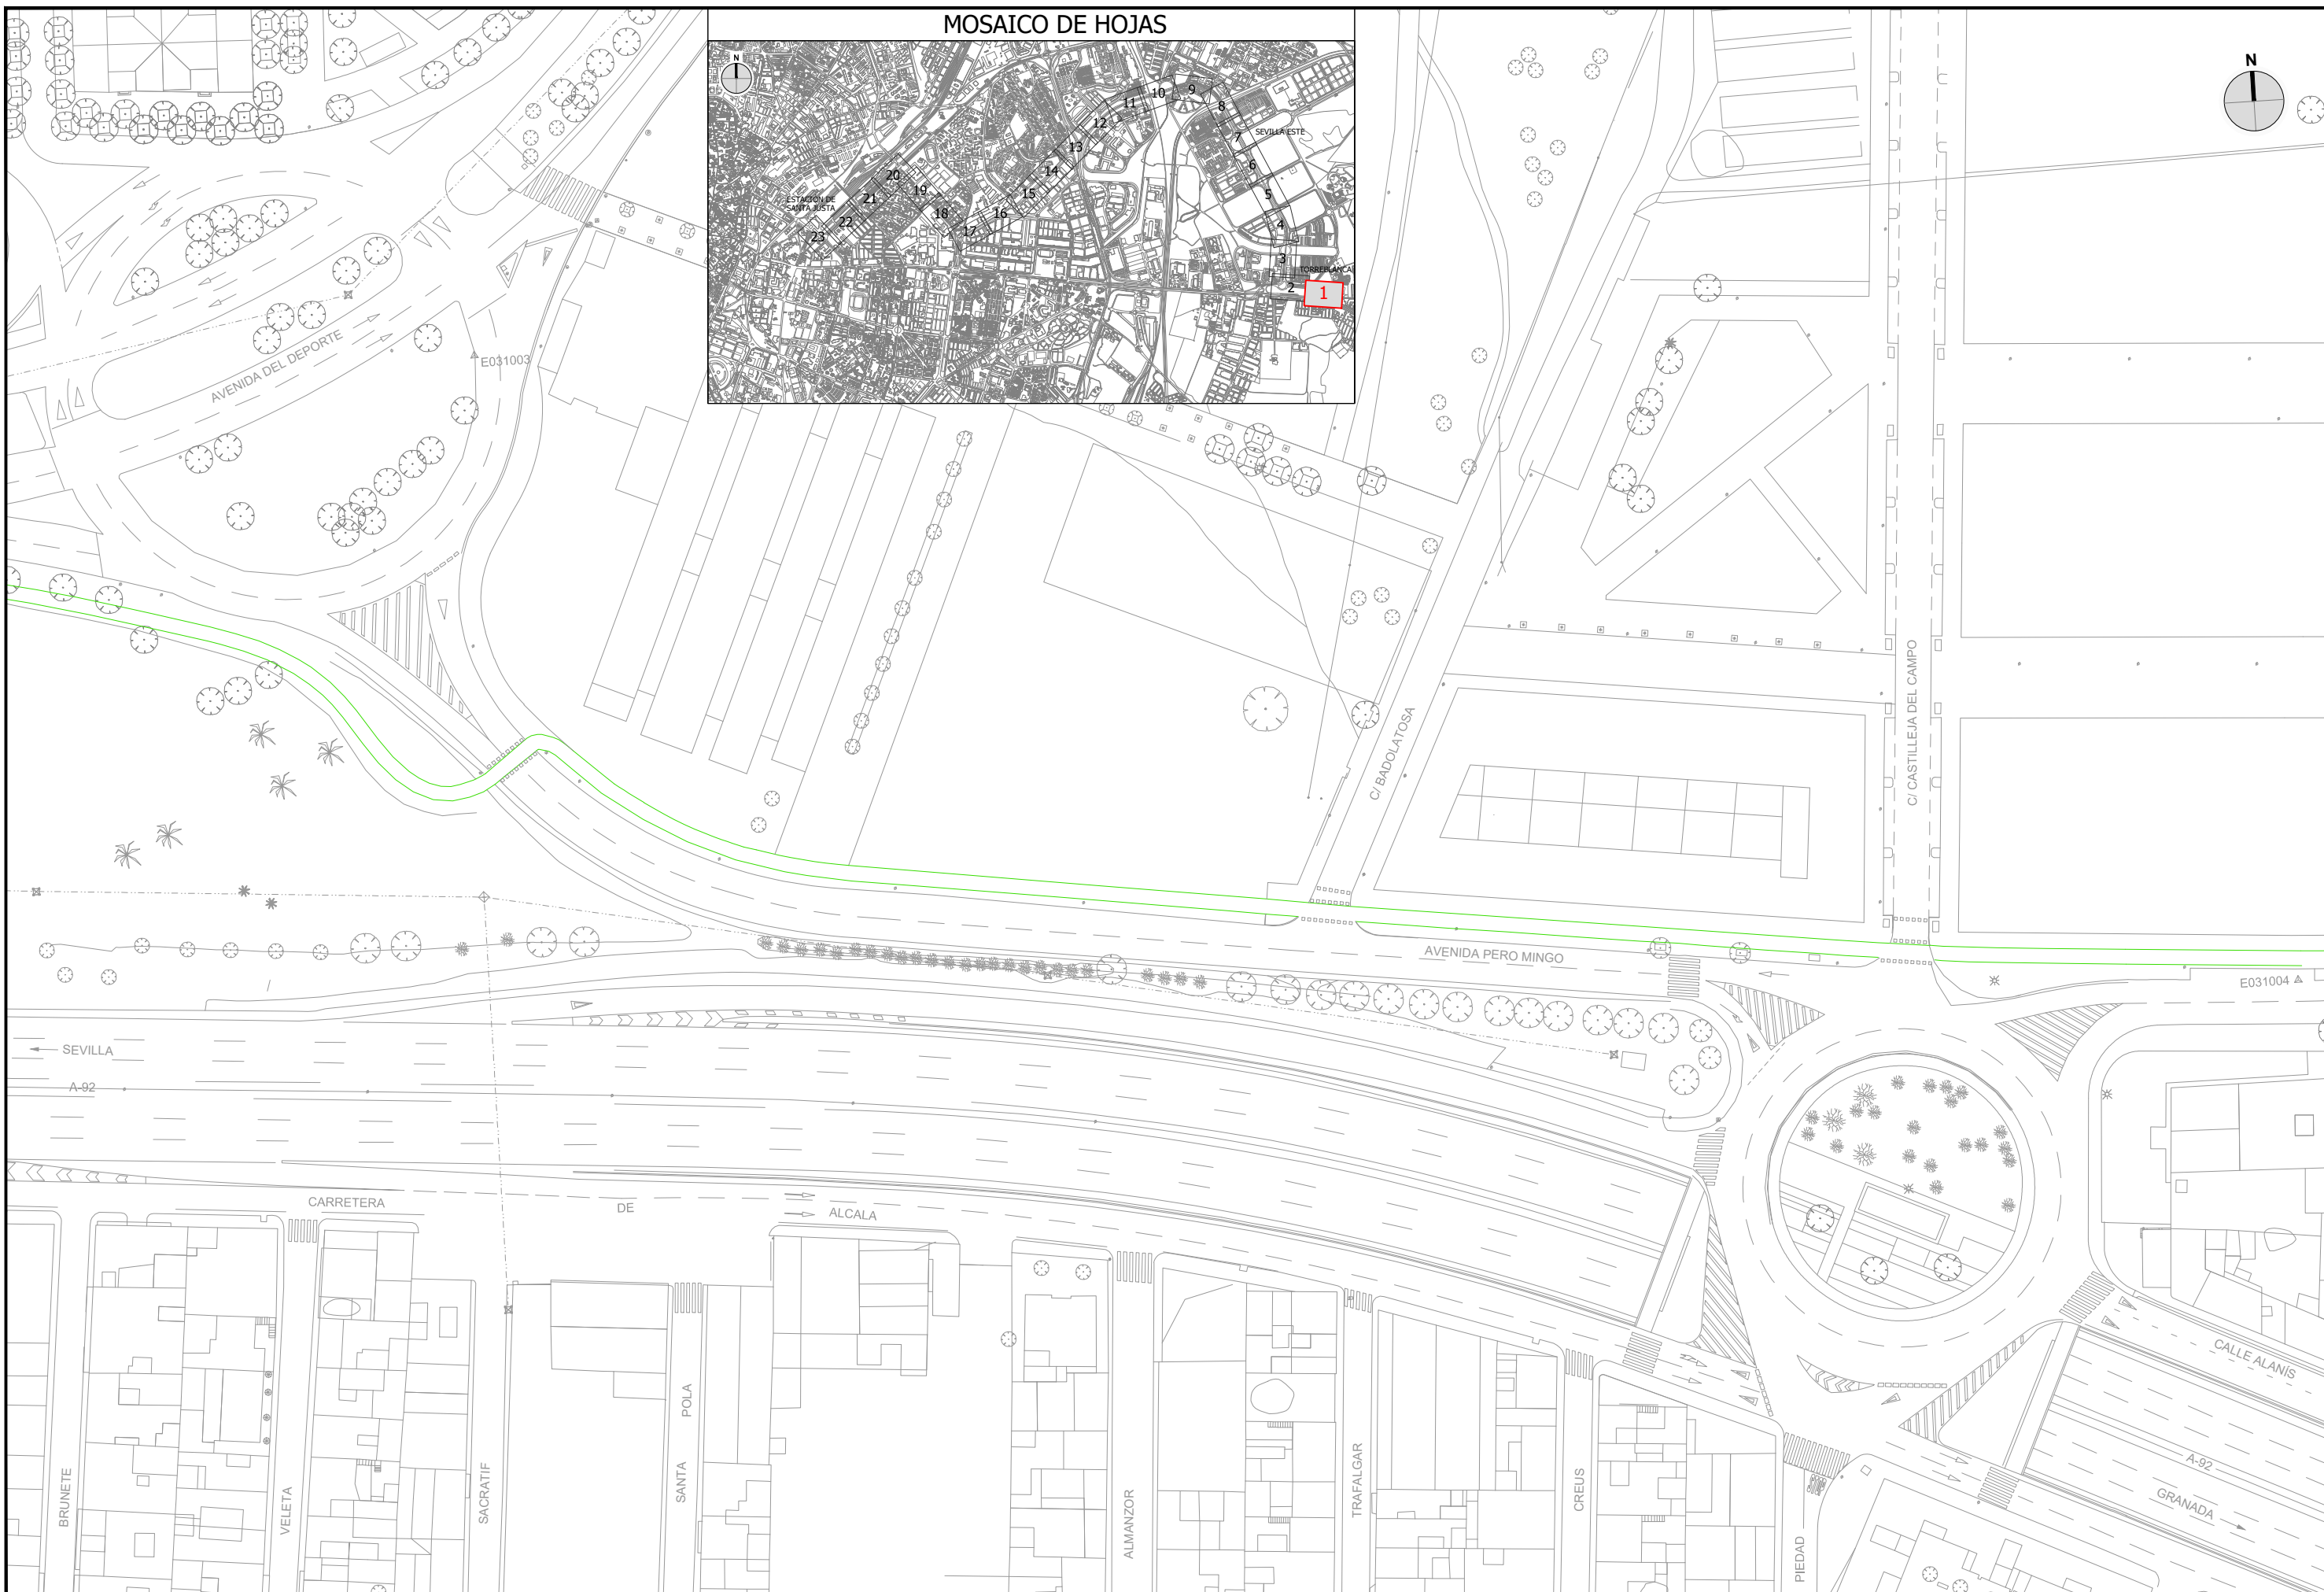 MOSAICO DE HOJAS
N
N
10
9
11
8
12
SEVILLA ESTE
7
13
6
14
20
19
5
21
15
ESTACIÓN DE
SANTA JUSTA
18
16
22
4
17
23
3
TORREBLANCA
2
1
AVENIDA DEL DEPORTE
E031003
C/ BADOLATOSA
C/ CASTILLEJA DEL CAMPO
AVENIDA PERO MINGO
E031004
SEVILLA
A-92
CARRETERA
DE
ALCALA
CALLE ALANÍS
A-92
GRANADA
BRUNETE
VELETA
SACRATIF
SANTA POLA
ALMANZOR
TRAFALGAR
CREUS
PIEDAD